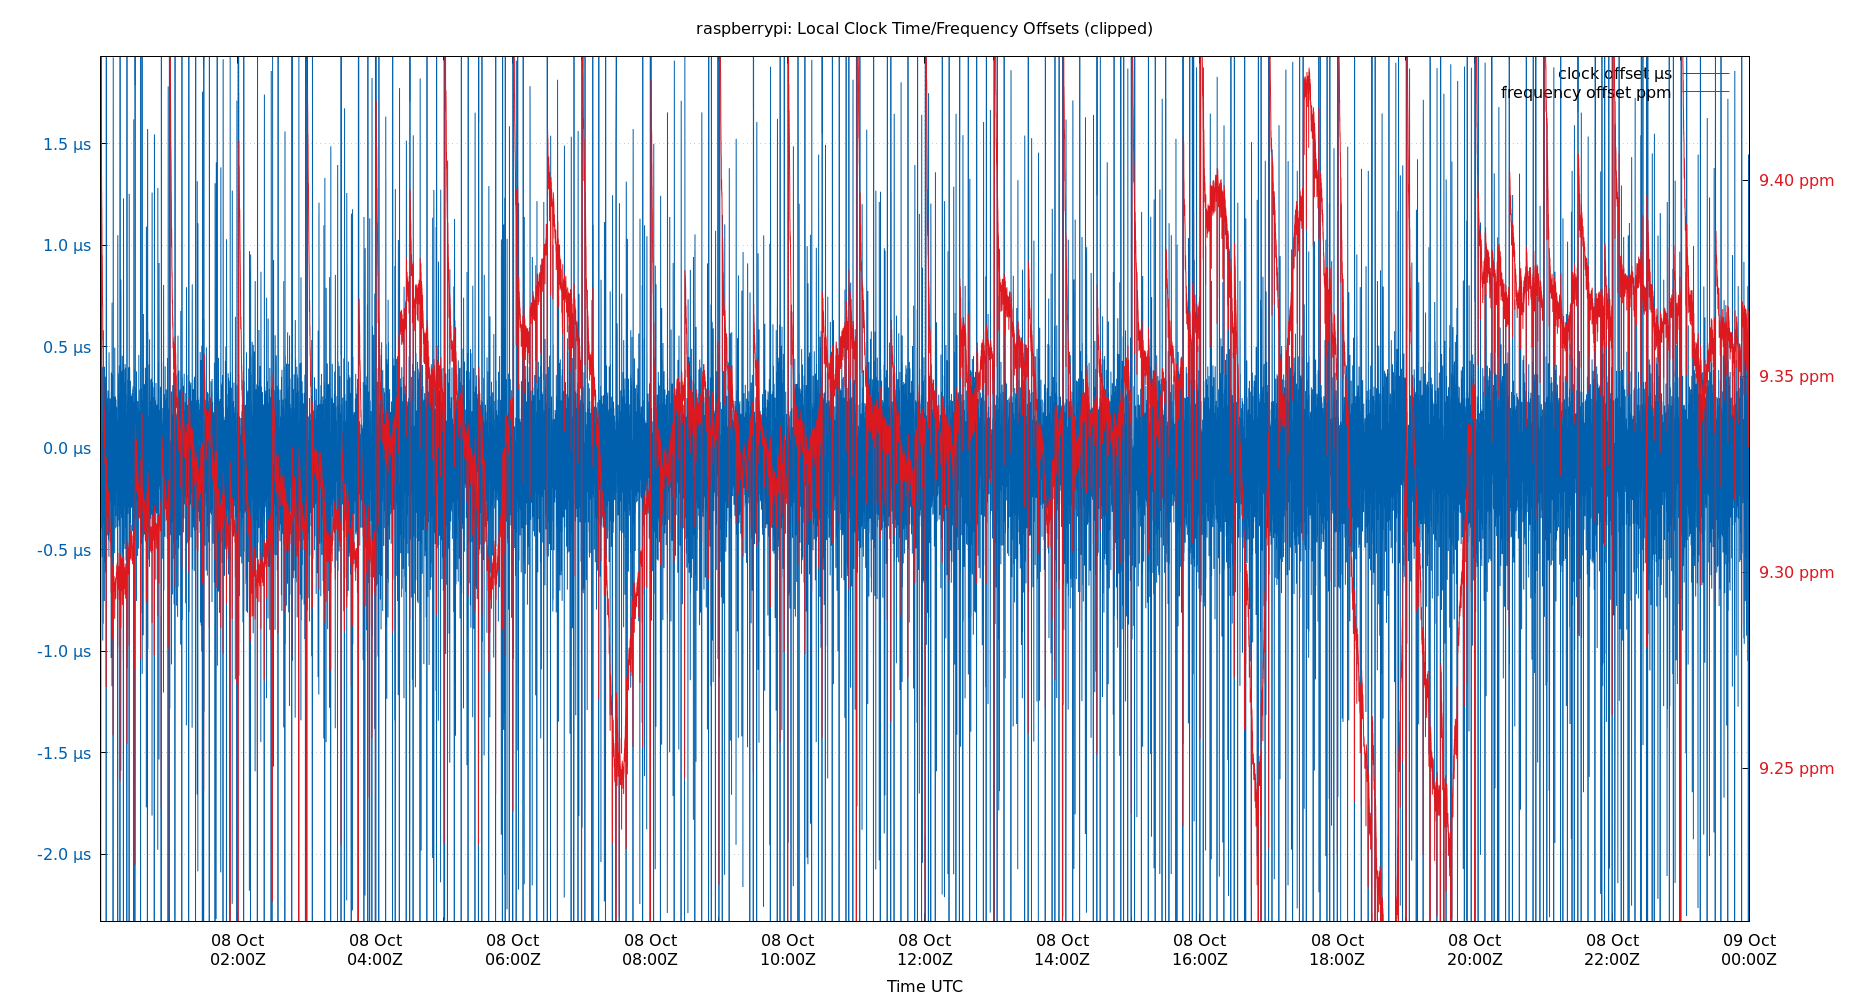 raspberrypi: Local Clock Time/Frequency Offsets (clipped)
clock offset µs
frequency offset ppm
1.5 µs
1.0 µs
0.5 µs
0.0 µs
-0.5 µs
-1.0 µs
-1.5 µs
-2.0 µs
9.40 ppm
9.35 ppm
9.30 ppm
9.25 ppm
08 Oct 08 Oct 08 Oct 08 Oct 08 Oct 08 Oct 08 Oct 08 Oct 08 Oct 08 Oct 08 Oct 09 Oct
02:00Z 04:00Z 06:00Z 08:00Z 10:00Z 12:00Z 14:00Z 16:00Z 18:00Z 20:00Z 22:00Z 00:00Z
Time UTC